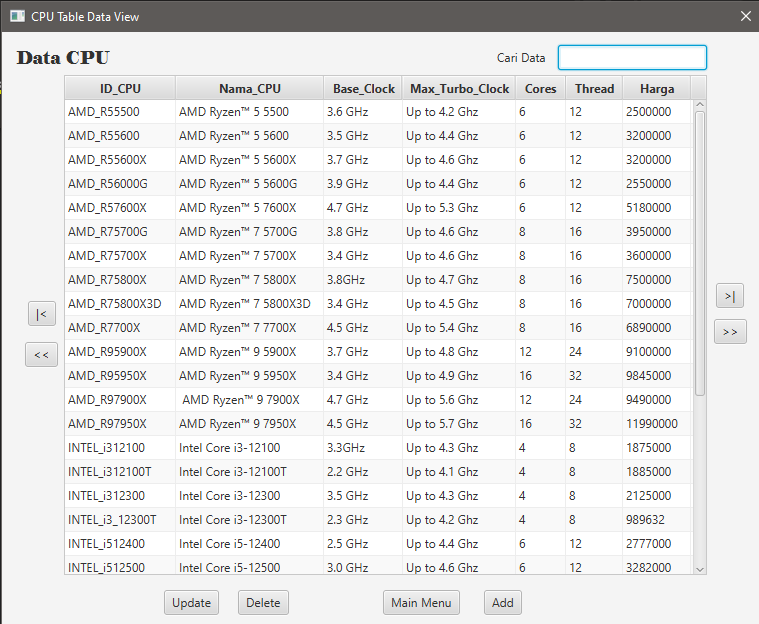 CPU Table Data View
Data CPU
Cari Data
ID_CPU Nama_CPU Base_Clock Max_Turbo_Clock Cores Thread Harga
AMD_R55500 AMD Ryzen™ 5 5500 3.6 GHz Up to 4.2 Ghz 6 12 2500000
AMD_R55600 AMD Ryzen™ 5 5600 3.5 GHz Up to 4.4 Ghz 6 12 3200000
AMD_R55600X AMD Ryzen™ 5 5600X 3.7 GHz Up to 4.6 Ghz 6 12 3200000
AMD_R56000G AMD Ryzen™ 5 5600G 3.9 GHz Up to 4.4 Ghz 6 12 2550000
AMD_R57600X AMD Ryzen™ 5 7600X 4.7 GHz Up to 5.3 Ghz 6 12 5180000
AMD_R75700G AMD Ryzen™ 7 5700G 3.8 GHz Up to 4.6 Ghz 8 16 3950000
AMD_R75700X AMD Ryzen™ 7 5700X 3.4 GHz Up to 4.6 Ghz 8 16 3600000
AMD_R75800X AMD Ryzen™ 7 5800X 3.8GHz Up to 4.7 Ghz 8 16 7500000
AMD_R75800X3D AMD Ryzen™ 7 5800X3D 3.4 GHz Up to 4.5 Ghz 8 16 7000000
AMD_R7700X AMD Ryzen™ 7 7700X 4.5 GHz Up to 5.4 Ghz 8 16 6890000
AMD_R95900X AMD Ryzen™ 9 5900X 3.7 GHz Up to 4.8 Ghz 12 24 9100000
AMD_R95950X AMD Ryzen™ 9 5950X 3.4 GHz Up to 4.9 Ghz 16 32 9845000
AMD_R97900X AMD Ryzen™ 9 7900X 4.7 GHz Up to 5.6 Ghz 12 24 9490000
AMD_R97950X AMD Ryzen™ 9 7950X 4.5 GHz Up to 5.7 Ghz 16 32 11990000
INTEL_i312100 Intel Core i3-12100 3.3GHz Up to 4.3 Ghz 4 8 1875000
INTEL_i312100T Intel Core i3-12100T 2.2 GHz Up to 4.1 Ghz 4 8 1885000
INTEL_i312300 Intel Core i3-12300 3.5 GHz Up to 4.3 Ghz 4 8 2125000
INTEL_i3_12300T Intel Core i3-12300T 2.3 GHz Up to 4.2 Ghz 4 8 989632
INTEL_i512400 Intel Core i5-12400 2.5 GHz Up to 4.4 Ghz 6 12 2777000
INTEL_i512500 Intel Core i5-12500 3.0 GHz Up to 4.6 Ghz 6 12 3282000
|<
<<
>|
>>
Update Delete Main Menu Add